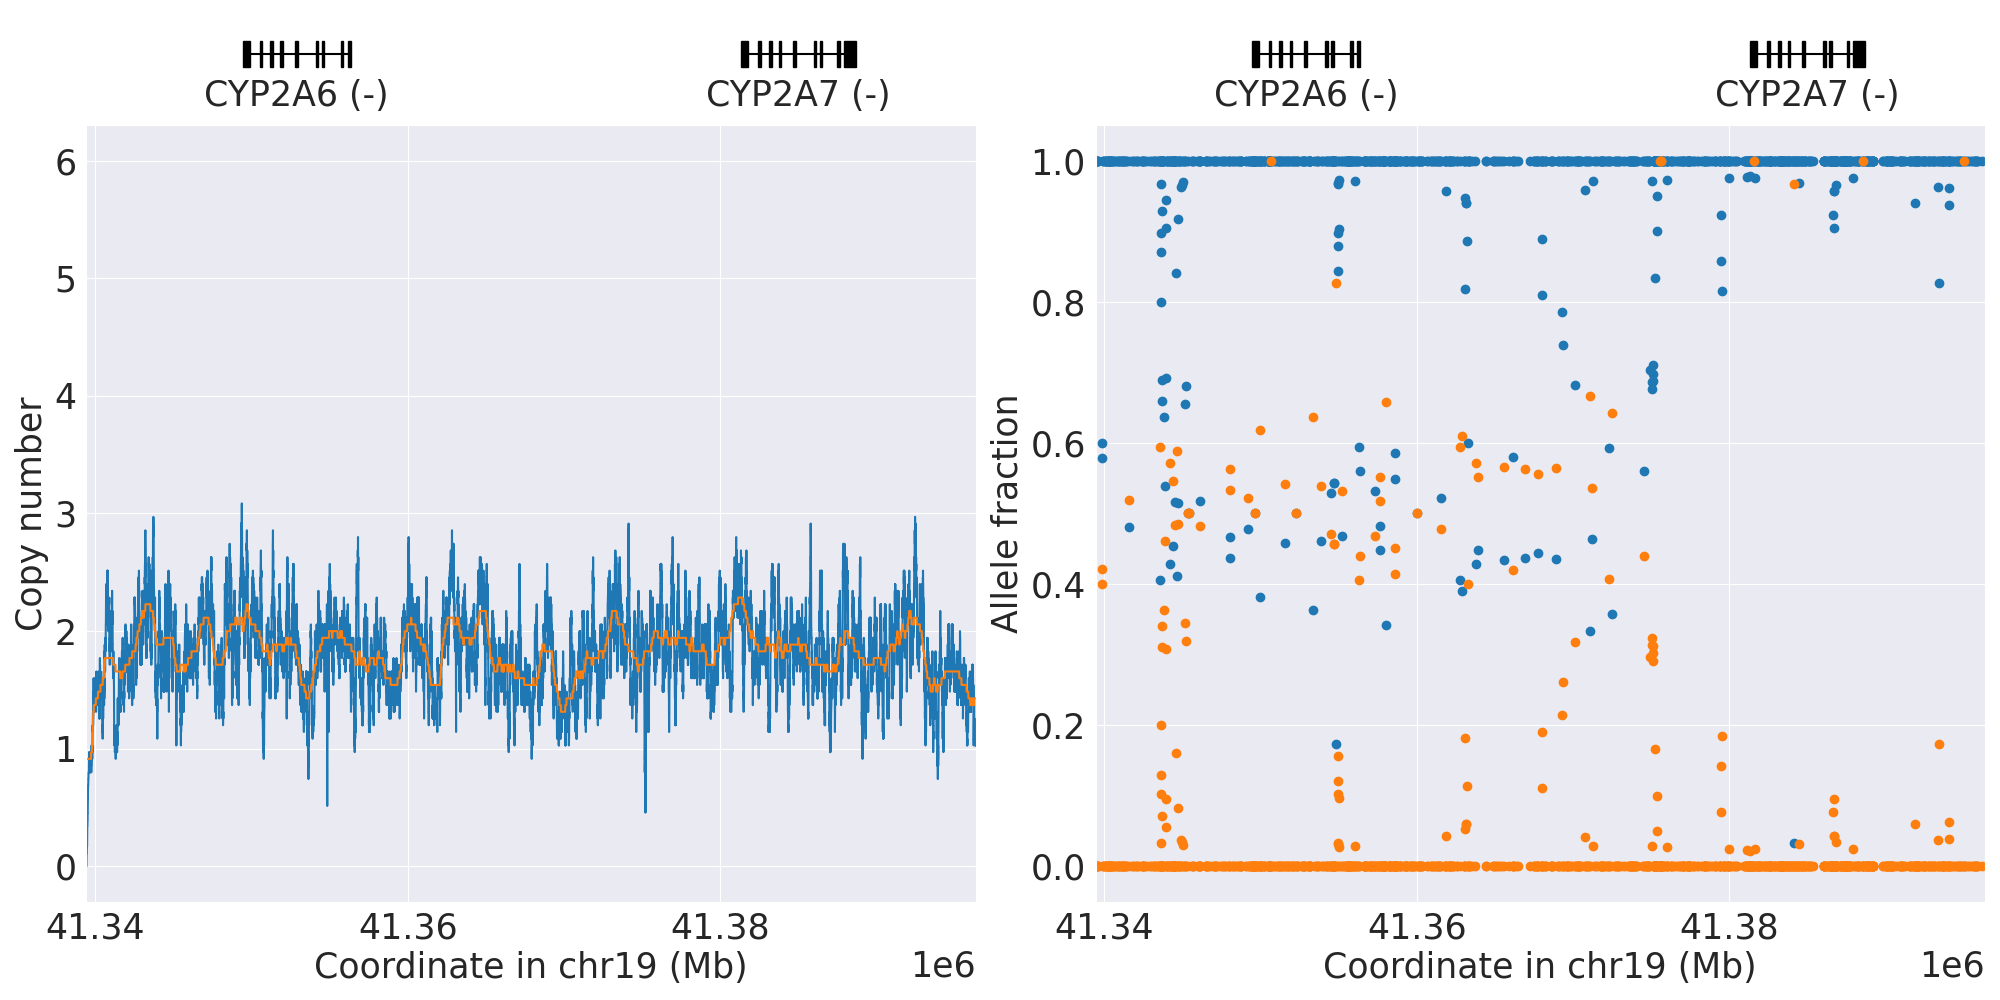 CYP2A6 (-)
CYP2A7 (-)
CYP2A6 (-)
CYP2A7 (-)
6
5
4
3
2
1
0
Copy number
41.34
41.36
41.38
Coordinate in chr19 (Mb)
1e6
1.0
0.8
0.6
0.4
0.2
0.0
Allele fraction
41.34
41.36
41.38
Coordinate in chr19 (Mb)
1e6